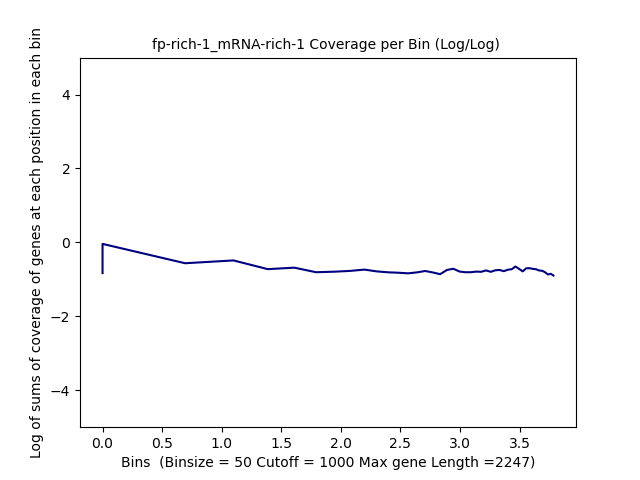 fp-rich-1_mRNA-rich-1 Coverage per Bin (Log/Log)
Log of sums of coverage of genes at each position in each bin
4
2
0
−2
−4
0.0 0.5 1.0 1.5 2.0 2.5 3.0 3.5
Bins  (Binsize = 50 Cutoff = 1000 Max gene Length =2247)